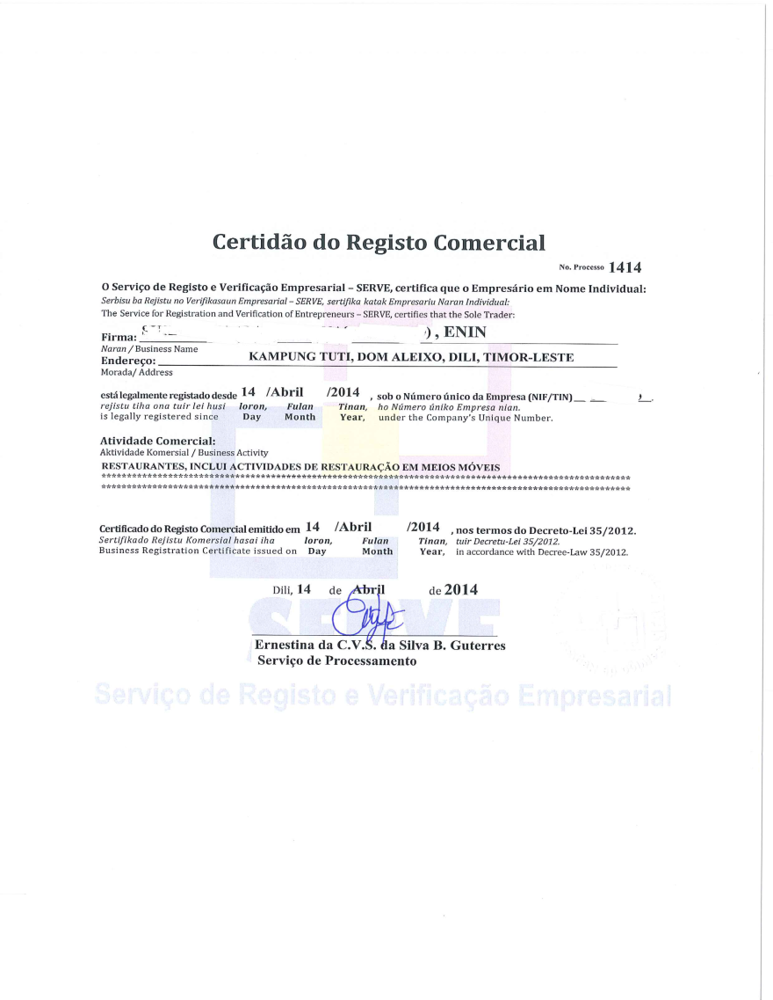 Certidão do Registo Comercial
No. Processo 1414
O Serviço de Registo e Verificação Empresarial – SERVE, certifica que o Empresário em Nome Individual:
Serbisu ba Rejistu no Verifikasaun Empresarial – SERVE, sertifika katak Empresariu Naran Individual:
The Service for Registration and Verification of Entrepreneurs – SERVE, certifies that the Sole Trader:
Firma: ) , ENIN
Naran / Business Name
Endereço: KAMPUNG TUTI, DOM ALEIXO, DILI, TIMOR-LESTE
Morada/ Address
está legalmente registado desde 14 /Abril /2014 , sob o Número único da Empresa (NIF/TIN)
rejistu tiha ona tuir lei husi loron, Fulan Tinan, ho Número úniko Empresa nian.
is legally registered since Day Month Year, under the Company's Unique Number.
Atividade Comercial:
Aktividade Komersial / Business Activity
RESTAURANTES, INCLUI ACTIVIDADES DE RESTAURAÇÃO EM MEIOS MÓVEIS
Certificado do Registo Comercial emitido em 14 /Abril /2014 , nos termos do Decreto-Lei 35/2012.
Sertifikado Rejistu Komersial hasai iha loron, Fulan Tinan, tuir Decretu-Lei 35/2012.
Business Registration Certificate issued on Day Month Year, in accordance with Decree-Law 35/2012.
Dili, 14 de Abril de 2014
SERVE
Ernestina da C.V.S. da Silva B. Guterres
Serviço de Processamento
Serviço de Registo e Verificação Empresarial